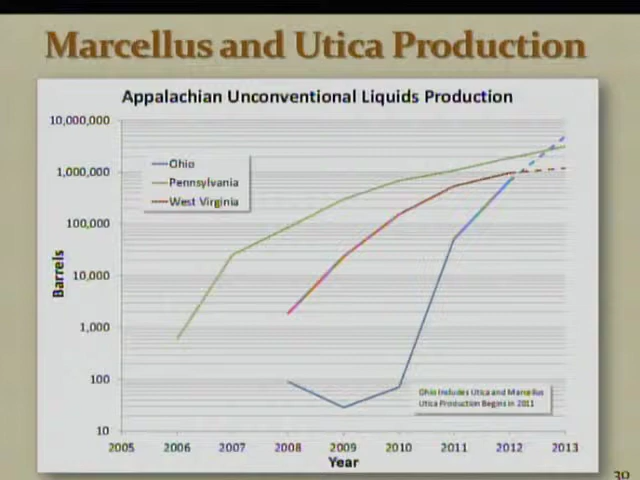 Marcellus and Utica Production
Appalachian Unconventional Liquids Production
10,000,000
1,000,000
100,000
10,000
1,000
100
10
Barrels
Ohio
Pennsylvania
West Virginia
Ohio Includes Utica and Marcellus
Utica Production Begins in 2011
2005 2006 2007 2008 2009 2010 2011 2012 2013
Year
30